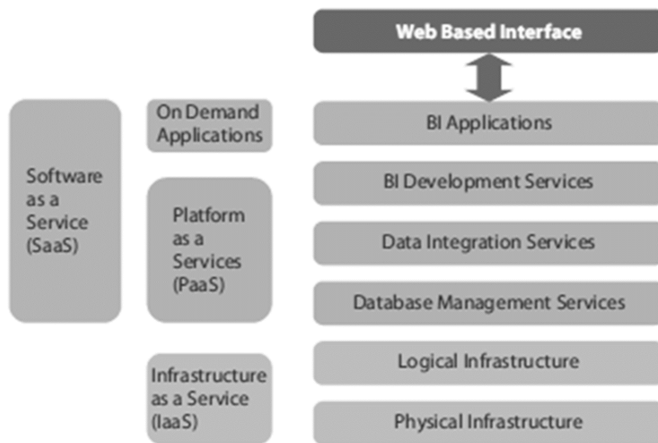 Web Based Interface
Software
as a
Service
(SaaS)
On Demand
Applications
Platform
as a
Services
(PaaS)
Infrastructure
as a Service
(IaaS)
BI Applications
BI Development Services
Data Integration Services
Database Management Services
Logical Infrastructure
Physical Infrastructure